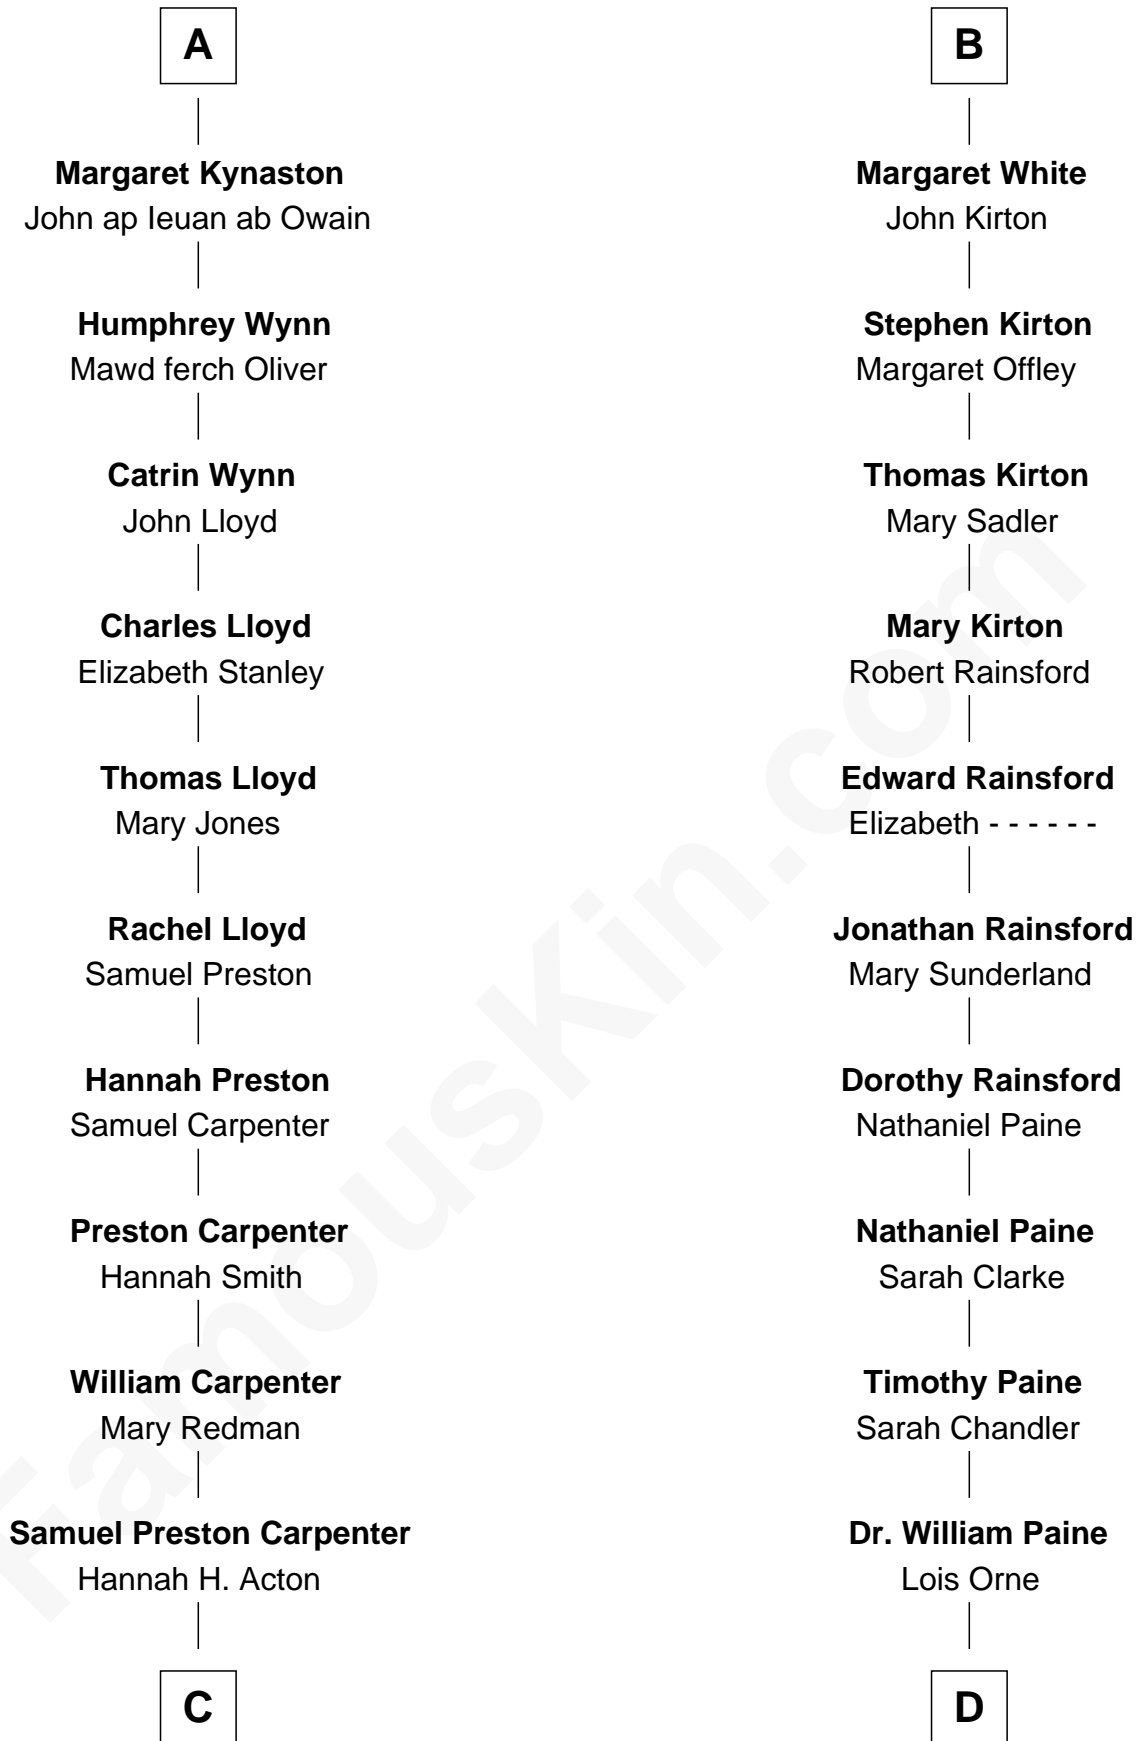 A
Margaret Kynaston
John ap Ieuan ab Owain
Humphrey Wynn
Mawd ferch Oliver
Catrin Wynn
John Lloyd
Charles Lloyd
Elizabeth Stanley
Thomas Lloyd
Mary Jones
Rachel Lloyd
Samuel Preston
Hannah Preston
Samuel Carpenter
Preston Carpenter
Hannah Smith
William Carpenter
Mary Redman
Samuel Preston Carpenter
Hannah H. Acton
C
B
Margaret White
John Kirton
Stephen Kirton
Margaret Offley
Thomas Kirton
Mary Sadler
Mary Kirton
Robert Rainsford
Edward Rainsford
Elizabeth - - - - - -
Jonathan Rainsford
Mary Sunderland
Dorothy Rainsford
Nathaniel Paine
Nathaniel Paine
Sarah Clarke
Timothy Paine
Sarah Chandler
Dr. William Paine
Lois Orne
D
FamousKin.com